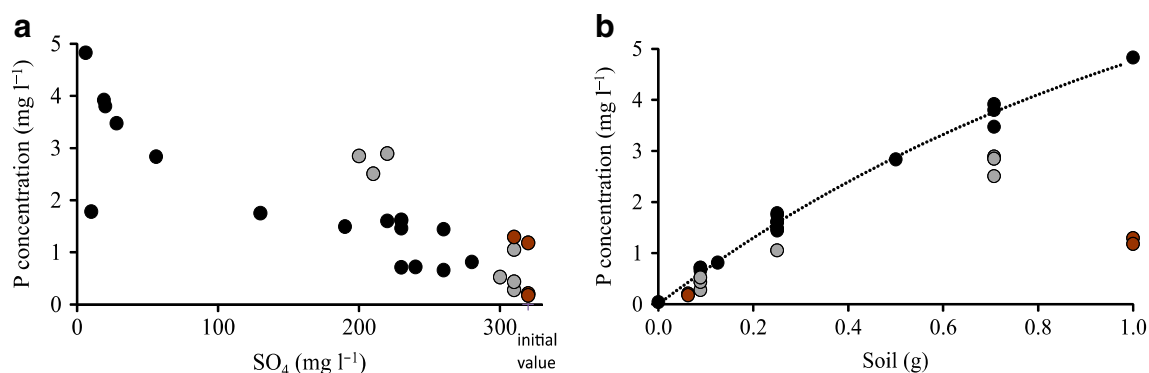 a
P concentration (mg l⁻¹)
5
4
3
2
1
0
0 100 200 300
initial
value
SO₄ (mg l⁻¹)
b
P concentration (mg l⁻¹)
5
4
3
2
1
0
0.0 0.2 0.4 0.6 0.8 1.0
Soil (g)